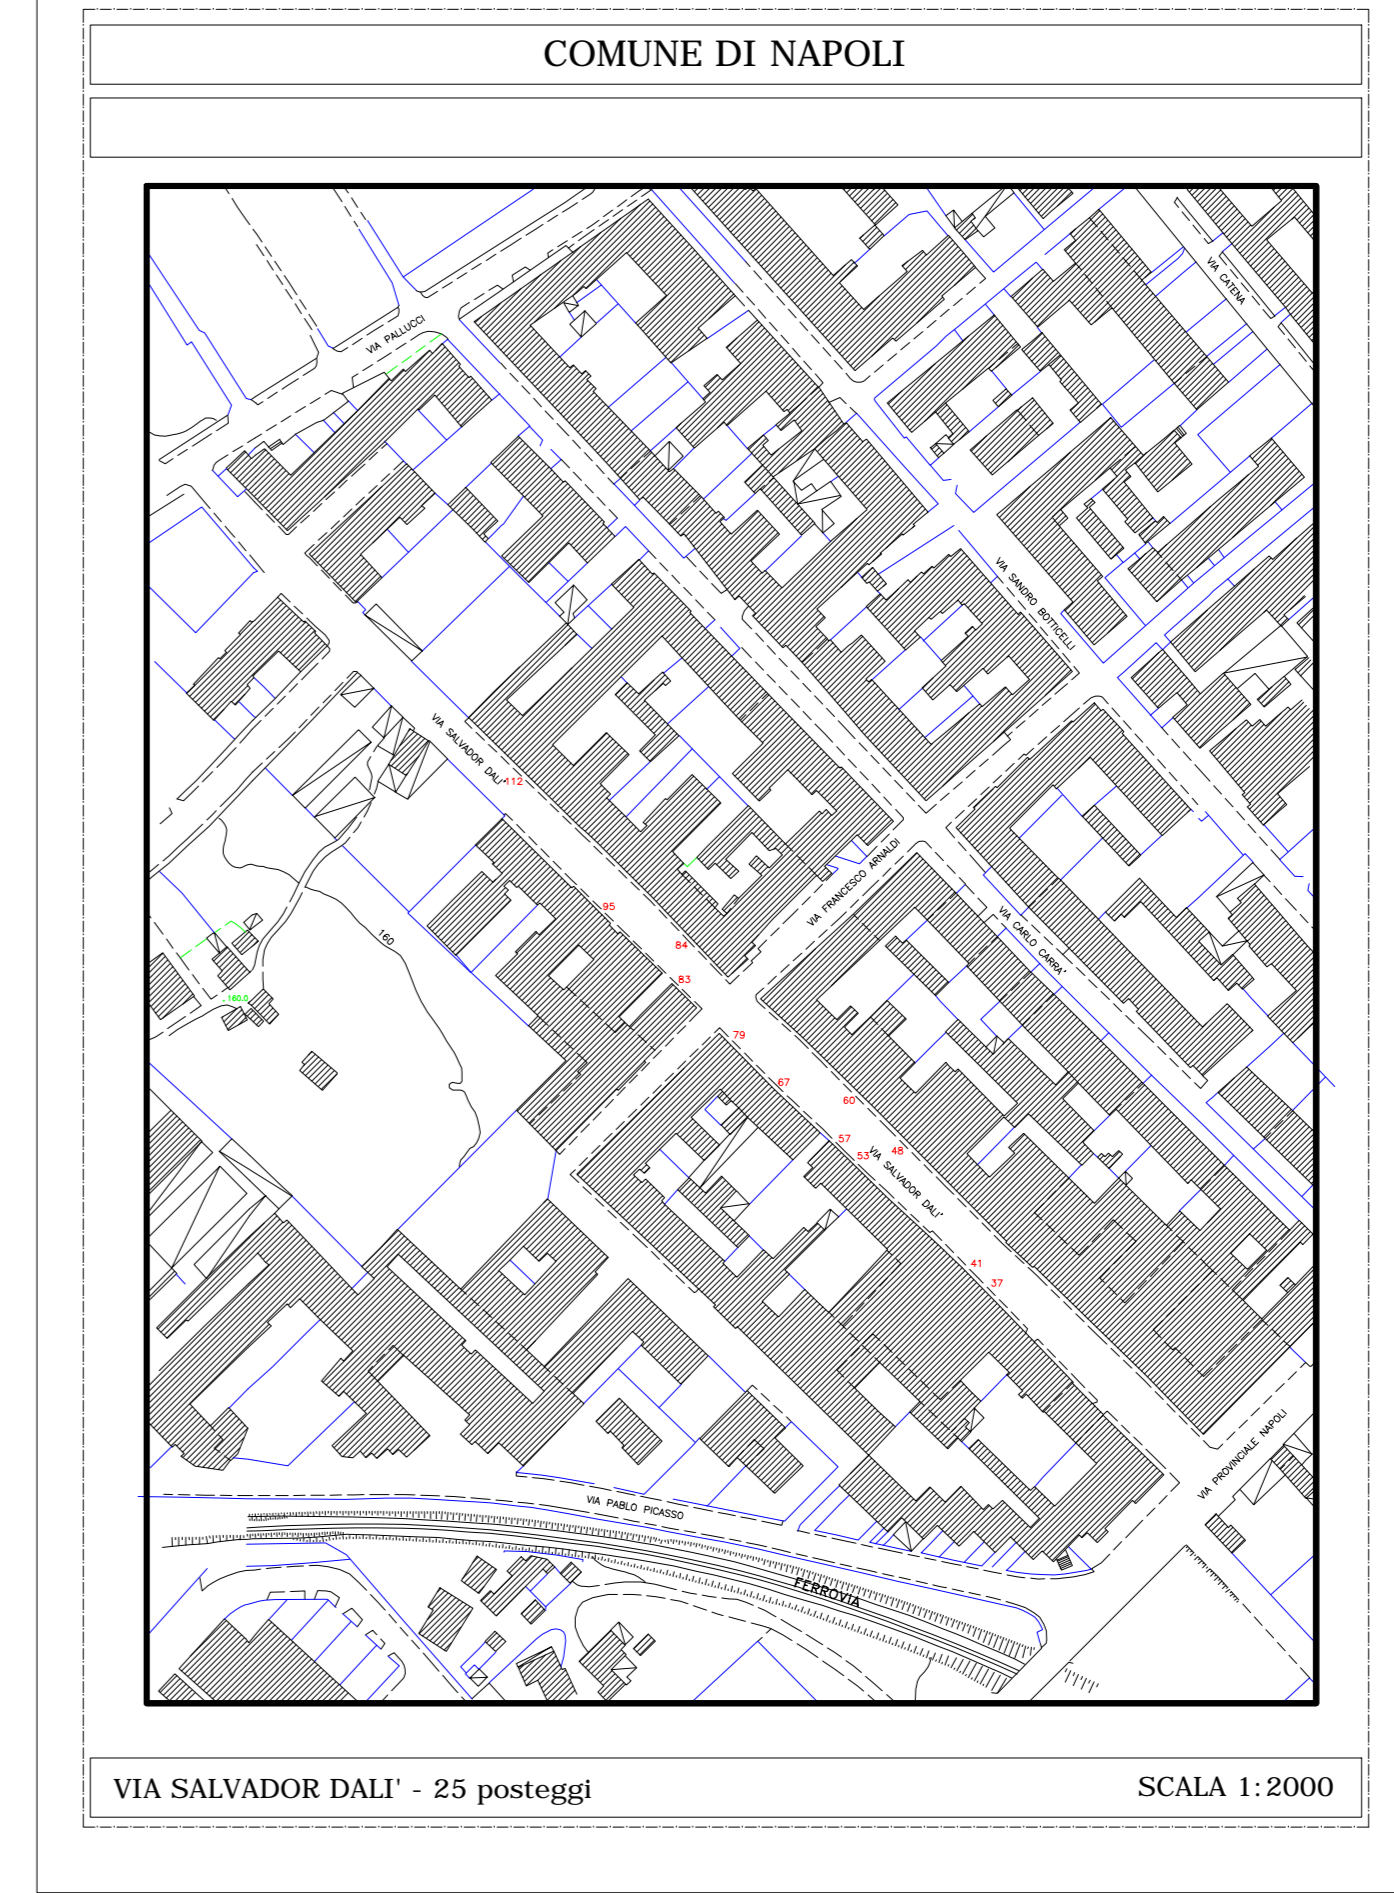 COMUNE DI NAPOLI
VIA CATENA
VIA PALLUCCI
VIA SANDRO BOTTICELLI
VIA SALVADOR DALI'
112
VIA FRANCESCO ARNALDI
95
VIA CARLO CARRA'
160
84
83
160.0
79
67
60
57
48
53
VIA SALVADOR DALI'
41
37
VIA PROVINCIALE NAPOLI
VIA PABLO PICASSO
FERROVIA
VIA SALVADOR DALI' - 25 posteggi
SCALA 1:2000